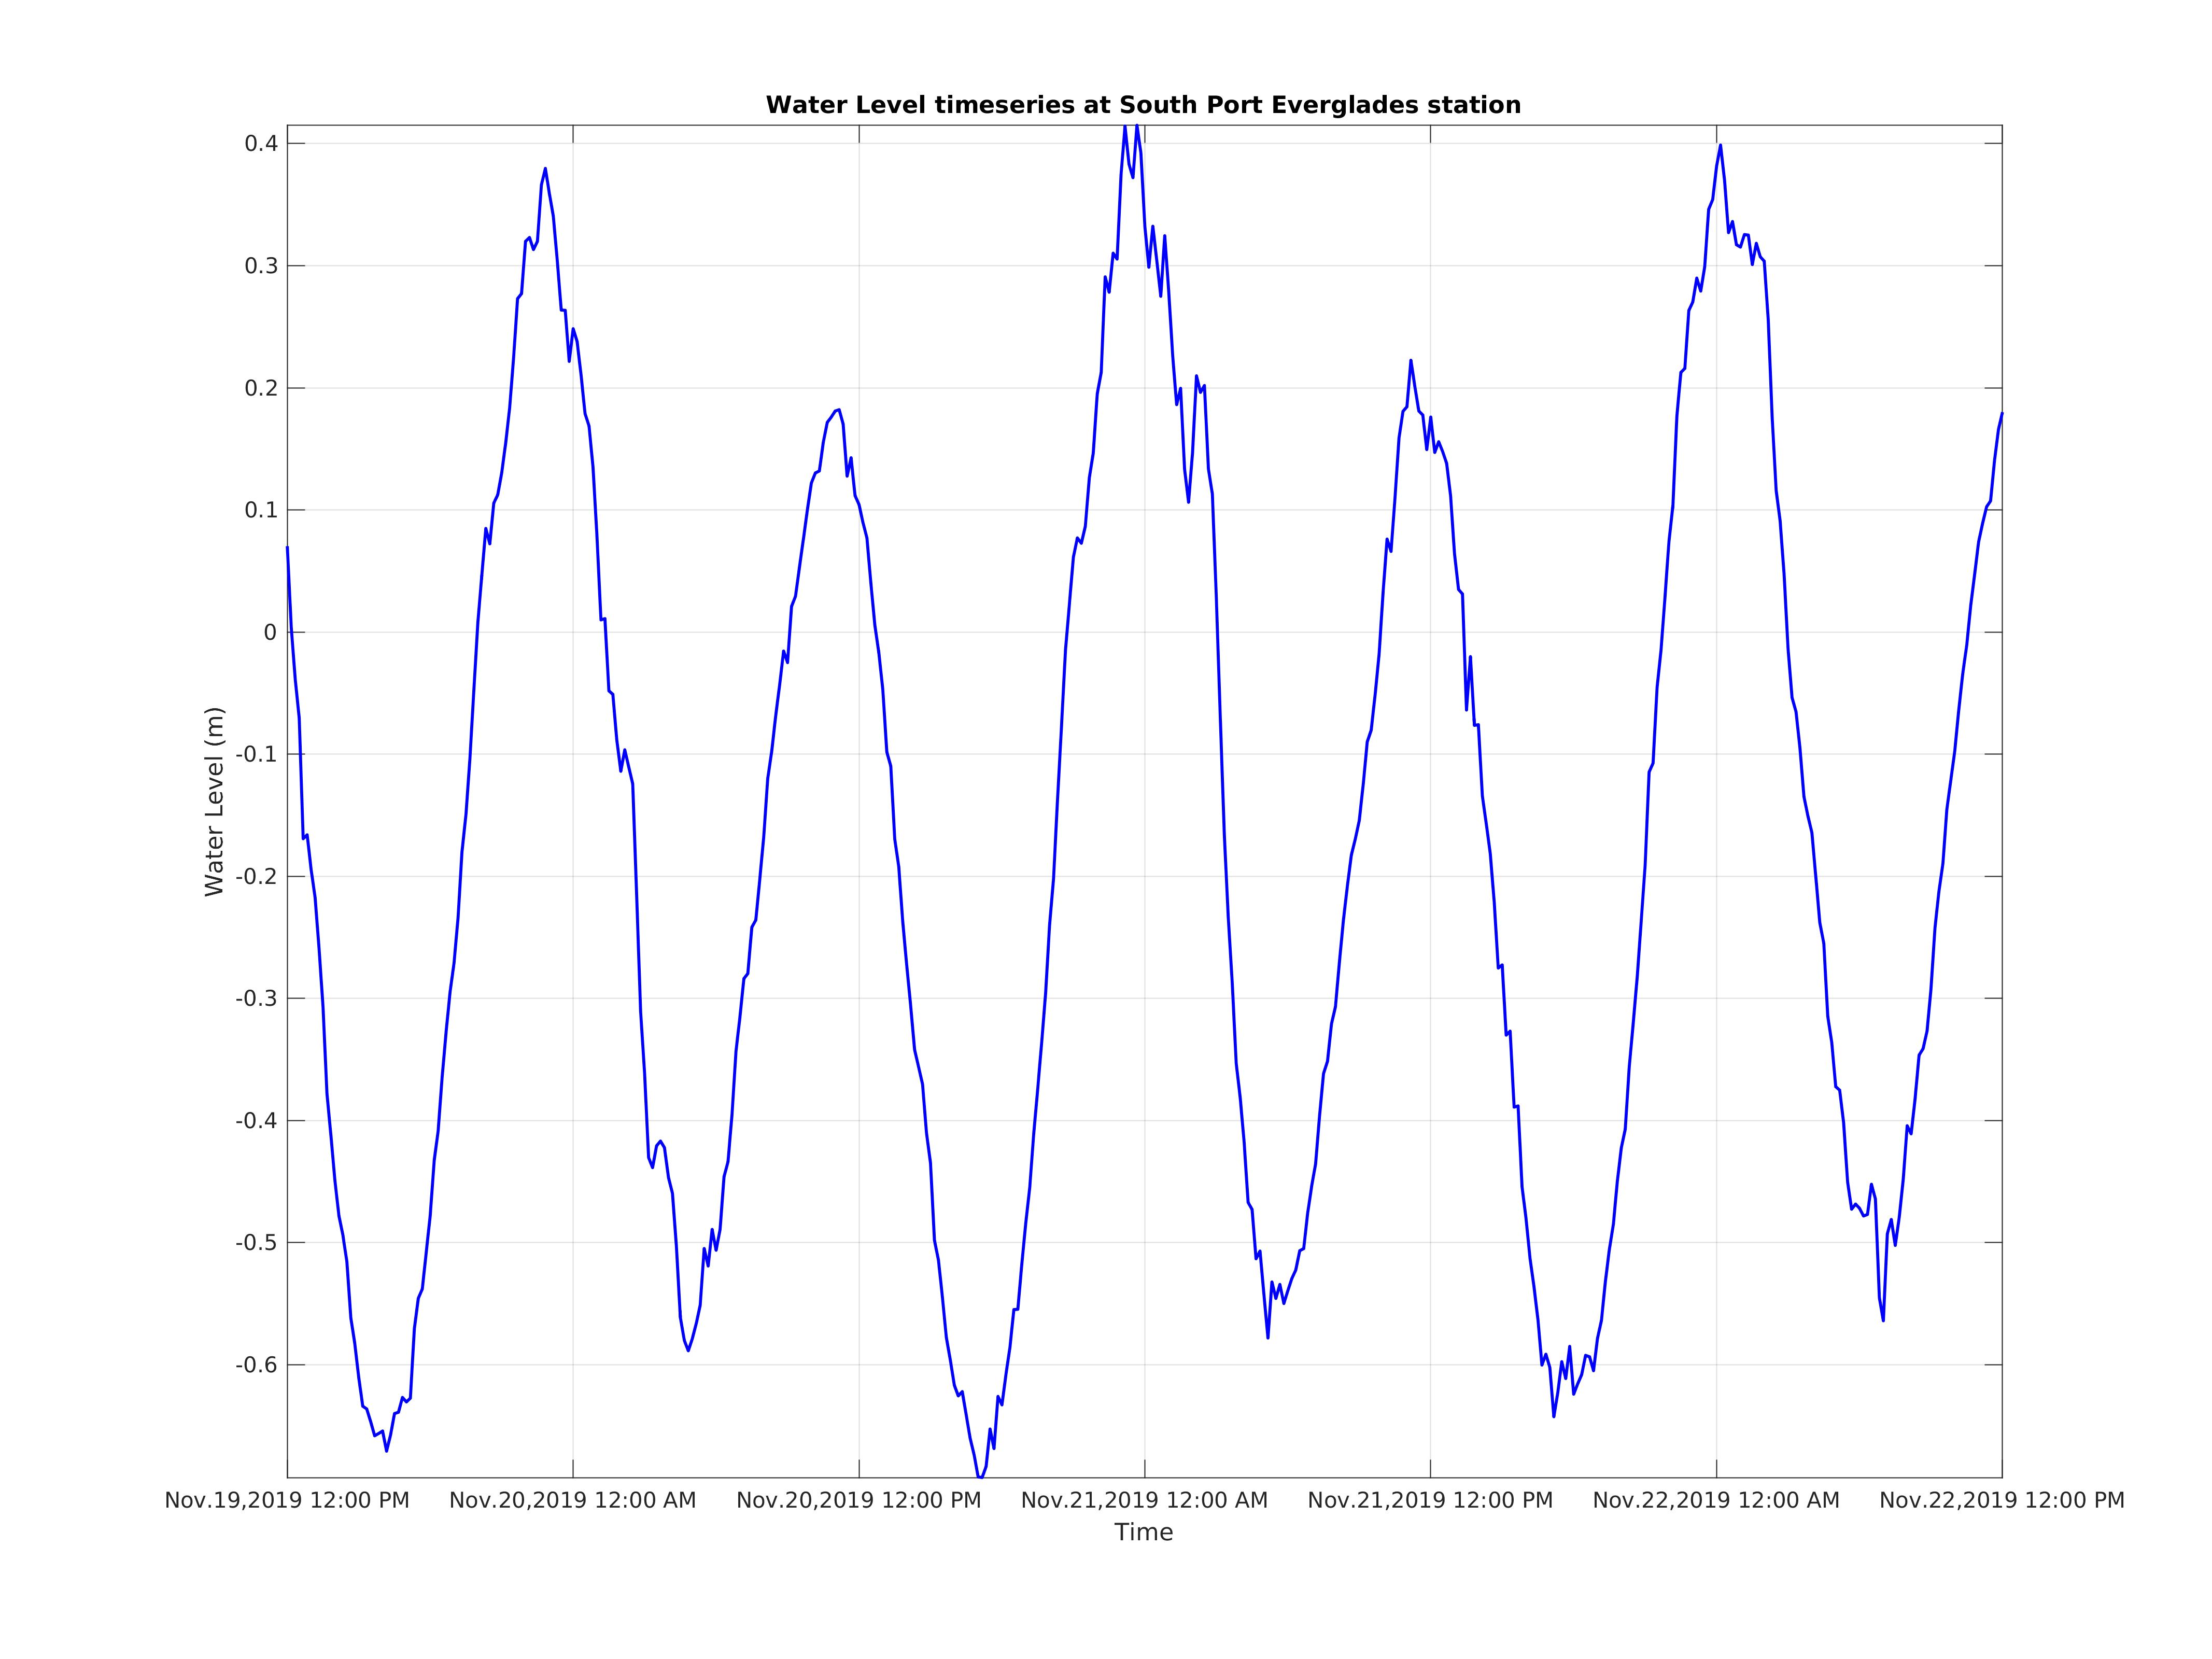 Water Level timeseries at South Port Everglades station
0.4
0.3
0.2
0.1
0
-0.1
-0.2
-0.3
-0.4
-0.5
-0.6
Water Level (m)
Nov.19,2019 12:00 PM
Nov.20,2019 12:00 AM
Nov.20,2019 12:00 PM
Nov.21,2019 12:00 AM
Nov.21,2019 12:00 PM
Nov.22,2019 12:00 AM
Nov.22,2019 12:00 PM
Time